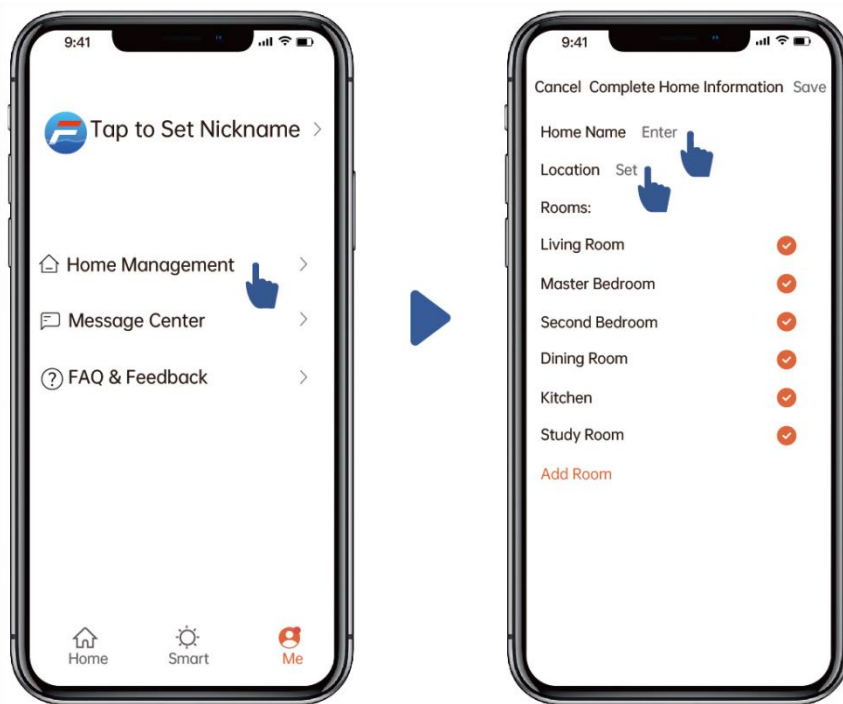 9:41
Tap to Set Nickname
Home Management
Message Center
FAQ & Feedback
Home Smart Me
9:41
Cancel Complete Home Information Save
Home Name Enter
Location Set
Rooms:
Living Room
Master Bedroom
Second Bedroom
Dining Room
Kitchen
Study Room
Add Room